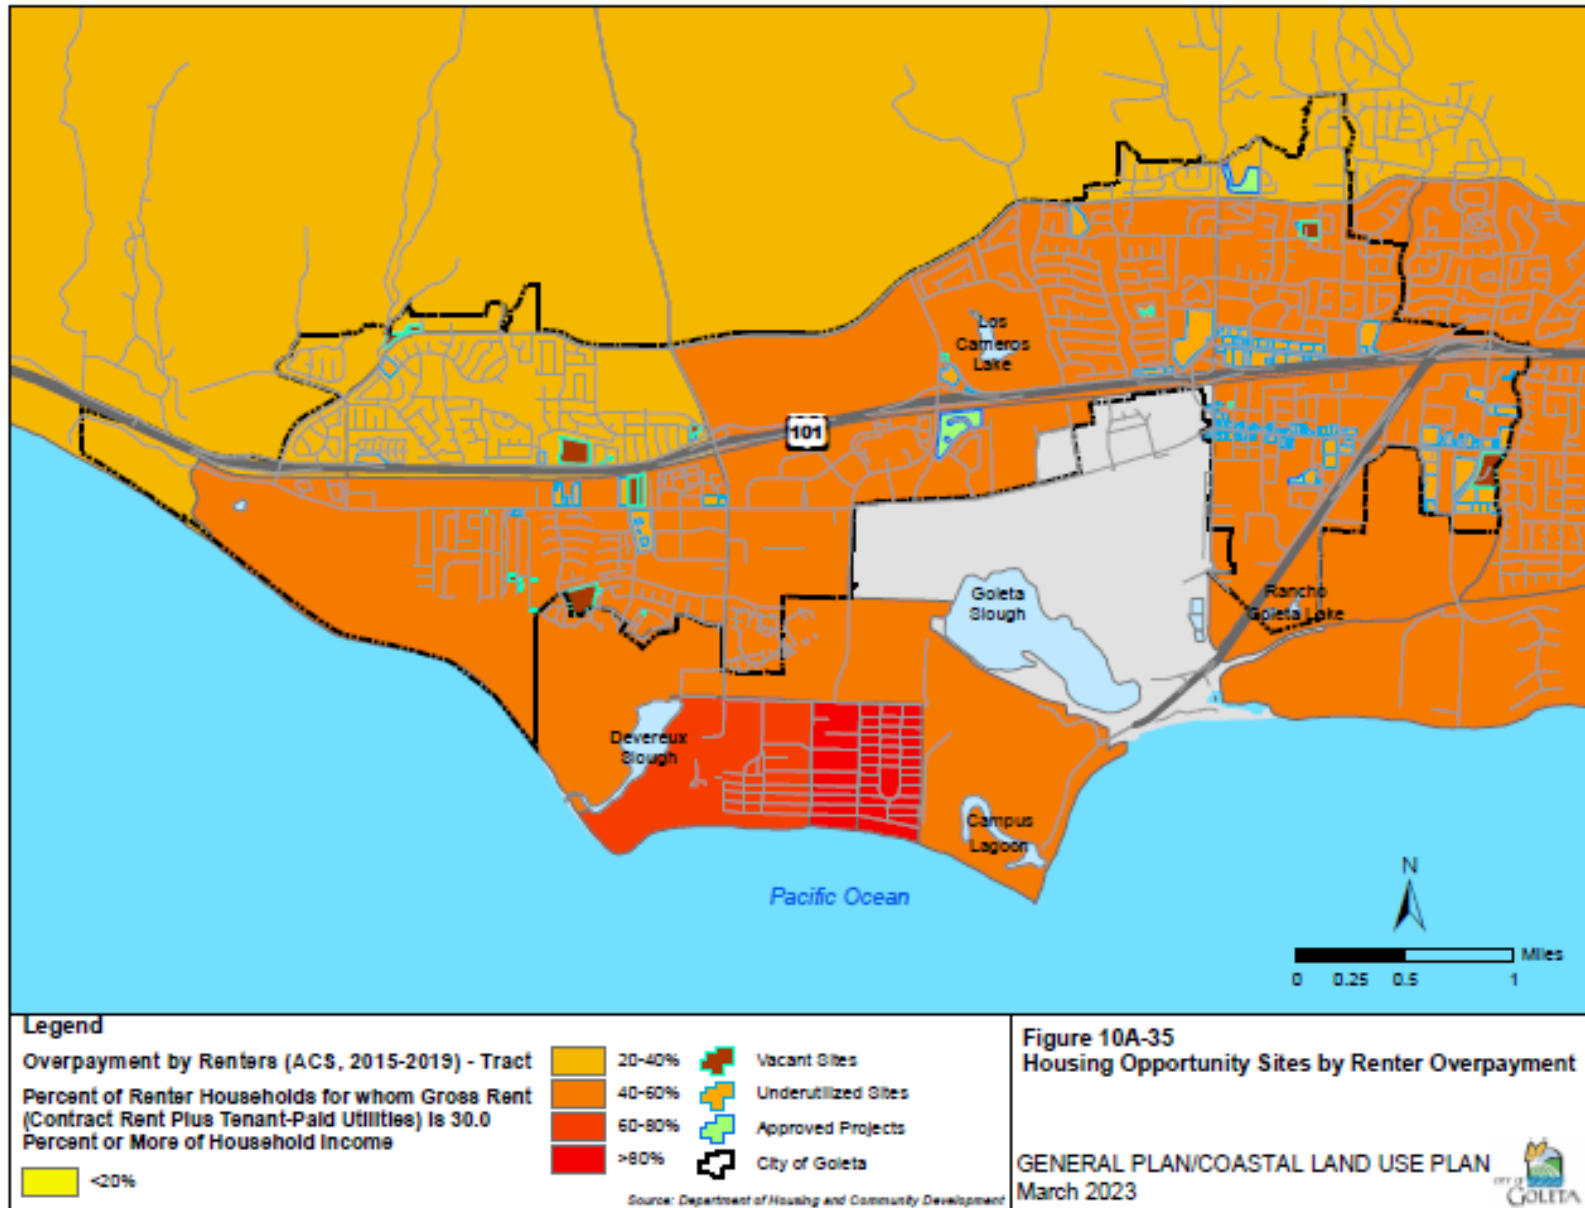 Los
Carneros
Lake
101
Goleta
Slough
Rancho
Goleta Lake
Devereux
Slough
Campus
Lagoon
Pacific Ocean
N
Miles
0 0.25 0.5 1
Legend
Overpayment by Renters (ACS, 2015-2019) - Tract
Percent of Renter Households for whom Gross Rent
(Contract Rent Plus Tenant-Paid Utilities) is 30.0
Percent or More of Household Income
<20%
20-40%
40-60%
60-80%
>80%
Vacant Sites
Underutilized Sites
Approved Projects
City of Goleta
Source: Department of Housing and Community Development
Figure 10A-35
Housing Opportunity Sites by Renter Overpayment
GENERAL PLAN/COASTAL LAND USE PLAN
March 2023
CITY OF
GOLETA